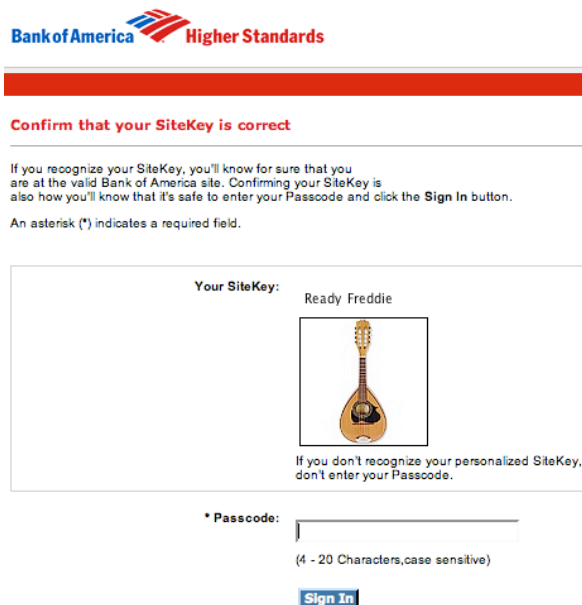 Bank of America Higher Standards
Confirm that your SiteKey is correct
If you recognize your SiteKey, you'll know for sure that you
are at the valid Bank of America site. Confirming your SiteKey is
also how you'll know that it's safe to enter your Passcode and click the Sign In button.
An asterisk (*) indicates a required field.
Your SiteKey:
Ready Freddie
If you don't recognize your personalized SiteKey,
don't enter your Passcode.
* Passcode:
(4 - 20 Characters,case sensitive)
Sign In